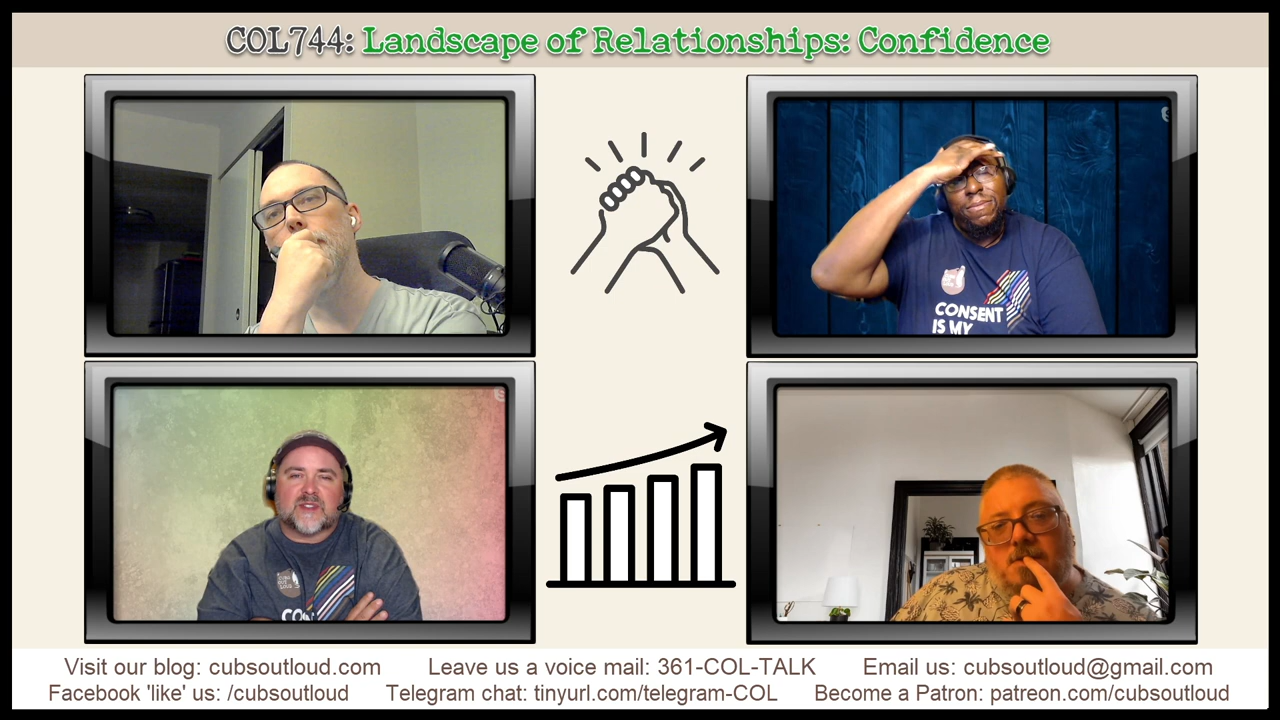 COL744: Landscape of Relationships: Confidence
CONSENT
IS MY
Visit our blog: cubsoutloud.com Leave us a voice mail: 361-COL-TALK Email us: cubsoutloud@gmail.com
Facebook 'like' us: /cubsoutloud Telegram chat: tinyurl.com/telegram-COL Become a Patron: patreon.com/cubsoutloud